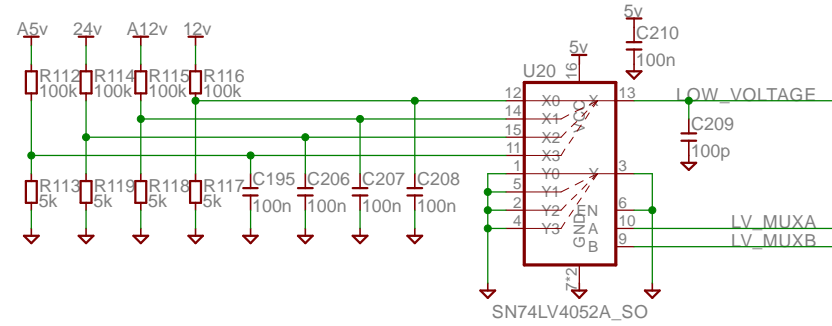 A5v 24v A12v 12v
R112 100k
R114 100k
R115 100k
R116 100k
R113 5k
R119 5k
R118 5k
R117 5k
C195 100n
C206 100n
C207 100n
C208 100n
5v
C210
100n
U20
5v
16
VCC
12 X0 X 13
14 X1
15 X2
11 X3
1 Y0 Y 3
5 Y1
2 Y2 EN 6
4 Y3 A 10
B 9
GND
7*2
SN74LV4052A_SO
LOW_VOLTAGE
C209
100p
LV_MUXA
LV_MUXB